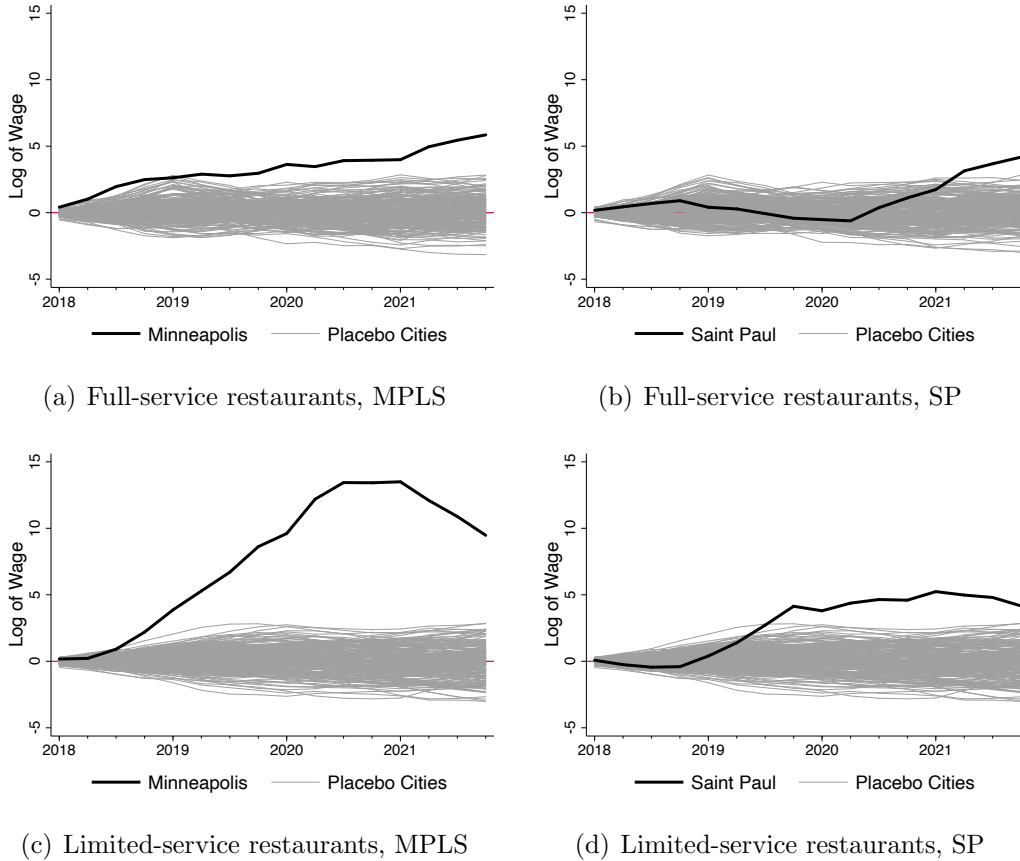 15
10
5
0
-5
Log of Wage
2018 2019 2020 2021
Minneapolis Placebo Cities
(a) Full-service restaurants, MPLS
15
10
5
0
-5
Log of Wage
2018 2019 2020 2021
Saint Paul Placebo Cities
(b) Full-service restaurants, SP
15
10
5
0
-5
Log of Wage
2018 2019 2020 2021
Minneapolis Placebo Cities
(c) Limited-service restaurants, MPLS
15
10
5
0
-5
Log of Wage
2018 2019 2020 2021
Saint Paul Placebo Cities
(d) Limited-service restaurants, SP